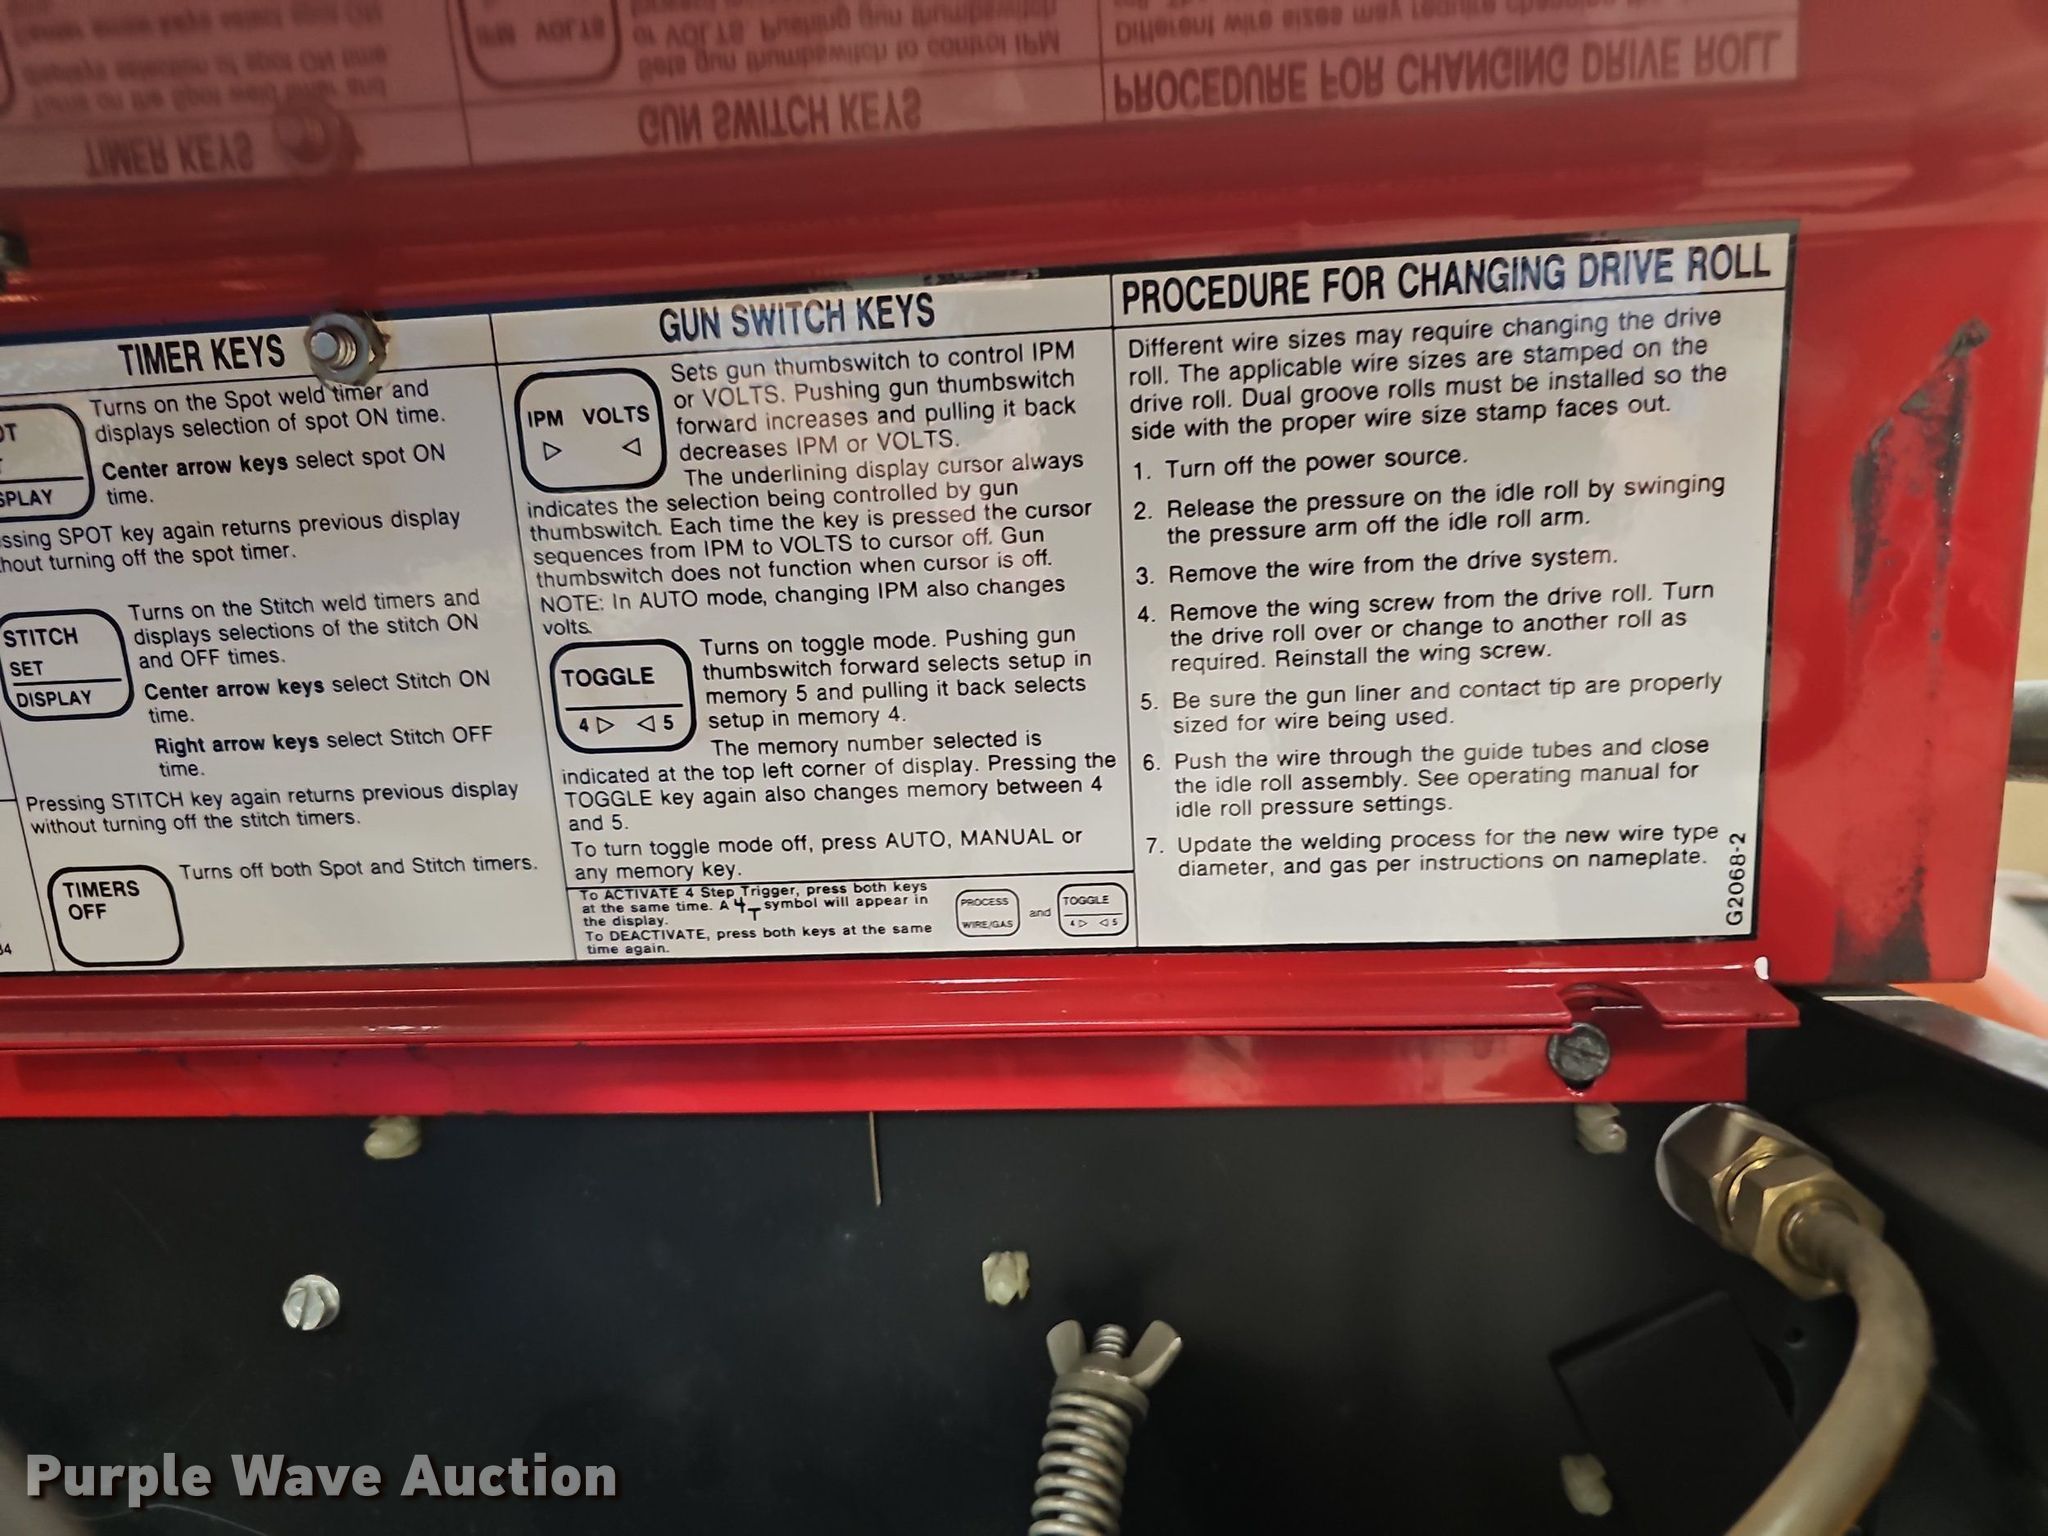 TIMER KEYS
Turns on the Spot weld timer and
displays selection of spot ON time.
Center arrow keys select spot ON
time.
SPOT key again returns previous display
turning off the spot timer.
STITCH
SET
DISPLAY
Turns on the Stitch weld timers and
displays selections of the stitch ON
and OFF times.
Center arrow keys select Stitch ON
time.
Right arrow keys select Stitch OFF
time.
Pressing STITCH key again returns previous display
without turning off the stitch timers.
TIMERS
OFF
Turns off both Spot and Stitch timers.
GUN SWITCH KEYS
IPM VOLTS
▷ ◁
Sets gun thumbswitch to control IPM
or VOLTS. Pushing gun thumbswitch
forward increases and pulling it back
decreases IPM or VOLTS.
The underlining display cursor always
indicates the selection being controlled by gun
thumbswitch. Each time the key is pressed the cursor
sequences from IPM to VOLTS to cursor off. Gun
thumbswitch does not function when cursor is off.
NOTE: In AUTO mode, changing IPM also changes
volts.
TOGGLE
4 ▷ ◁ 5
Turns on toggle mode. Pushing gun
thumbswitch forward selects setup in
memory 5 and pulling it back selects
setup in memory 4.
The memory number selected is
indicated at the top left corner of display. Pressing the
TOGGLE key again also changes memory between 4
and 5.
To turn toggle mode off, press AUTO, MANUAL or
any memory key.
To ACTIVATE 4 Step Trigger, press both keys
at the same time. A 4T symbol will appear in
the display.
To DEACTIVATE, press both keys at the same
time again.
PROCESS
WIRE/GAS
and
TOGGLE
4 ▷ ◁ 5
PROCEDURE FOR CHANGING DRIVE ROLL
Different wire sizes may require changing the drive
roll. The applicable wire sizes are stamped on the
drive roll. Dual groove rolls must be installed so the
side with the proper wire size stamp faces out.
1. Turn off the power source.
2. Release the pressure on the idle roll by swinging
the pressure arm off the idle roll arm.
3. Remove the wire from the drive system.
4. Remove the wing screw from the drive roll. Turn
the drive roll over or change to another roll as
required. Reinstall the wing screw.
5. Be sure the gun liner and contact tip are properly
sized for wire being used.
6. Push the wire through the guide tubes and close
the idle roll assembly. See operating manual for
idle roll pressure settings.
7. Update the welding process for the new wire type
diameter, and gas per instructions on nameplate.
G2068-2
Purple Wave Auction